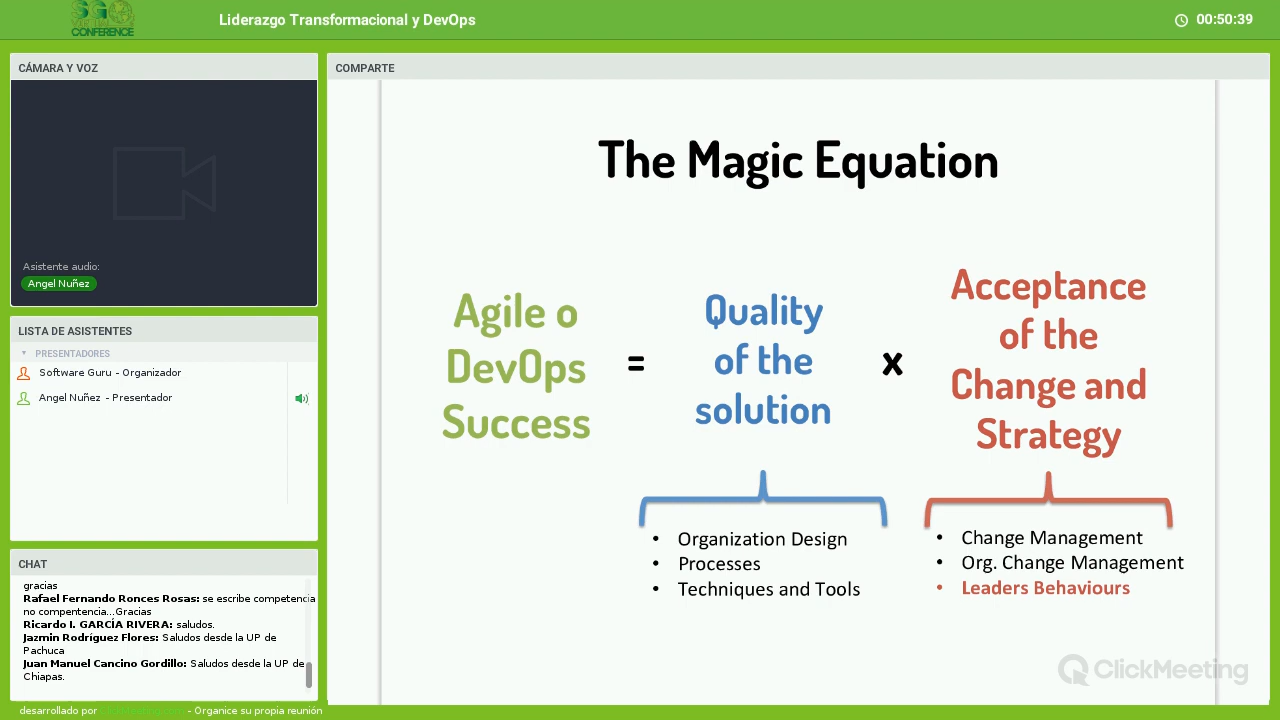 SG
VIRTUAL
CONFERENCE
Liderazgo Transformacional y DevOps
00:50:39
CÁMARA Y VOZ
Asistente audio:
Angel Nuñez
LISTA DE ASISTENTES
PRESENTADORES
Software Guru - Organizador
Angel Nuñez - Presentador
CHAT
gracias
Rafael Fernando Ronces Rosas: se escribe competencia
no compentencia...Gracias
Ricardo I. GARCÍA RIVERA: saludos.
Jazmin Rodríguez Flores: Saludos desde la UP de
Pachuca
Juan Manuel Cancino Gordillo: Saludos desde la UP de
Chiapas.
desarrollado por - Organice su propia reunión
COMPARTE
The Magic Equation
Agile o
DevOps
Success
=
Quality
of the
solution
x
Acceptance
of the
Change and
Strategy
• Organization Design
• Processes
• Techniques and Tools
• Change Management
• Org. Change Management
• Leaders Behaviours
ClickMeeting